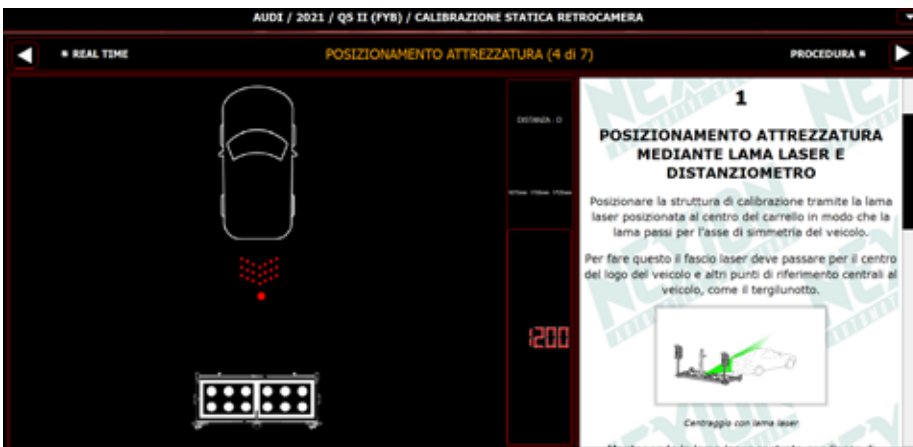 AUDI / 2021 / Q5 II (FYB) / CALIBRAZIONE STATICA RETROCAMERA
REAL TIME
POSIZIONAMENTO ATTREZZATURA (4 di 7)
PROCEDURA
DISTANZA - D
1200
1
POSIZIONAMENTO ATTREZZATURA
MEDIANTE LAMA LASER E
DISTANZIOMETRO
Posizionare la struttura di calibrazione tramite la lama
laser posizionata al centro del carrello in modo che la
lama passi per l'asse di simmetria del veicolo.
Per fare questo il fascio laser deve passare per il centro
del logo del veicolo e altri punti di riferimento centrali al
veicolo, come il tergilunotto.
Centraggio con lama laser